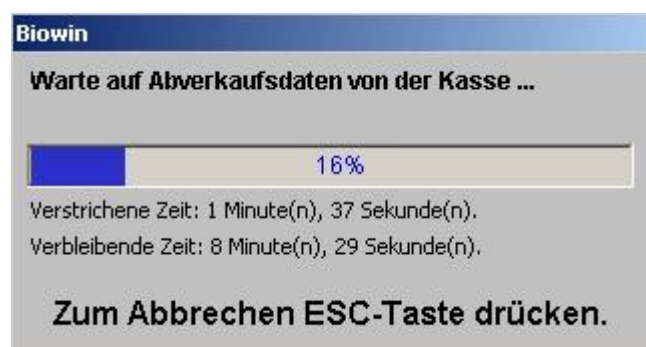 Biowin
Warte auf Abverkaufsdaten von der Kasse ...
16%
Verstrichene Zeit: 1 Minute(n), 37 Sekunde(n).
Verbleibende Zeit: 8 Minute(n), 29 Sekunde(n).
Zum Abbrechen ESC-Taste drücken.